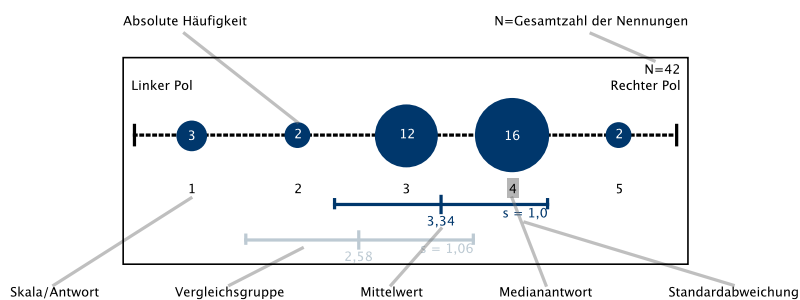 Absolute Häufigkeit
N=Gesamtzahl der Nennungen
N=42
Linker Pol
Rechter Pol
3
2
12
16
2
1
2
3
4
5
3,34
s = 1,0
2,58
s = 1,06
Skala/Antwort
Vergleichsgruppe
Mittelwert
Medianantwort
Standardabweichung